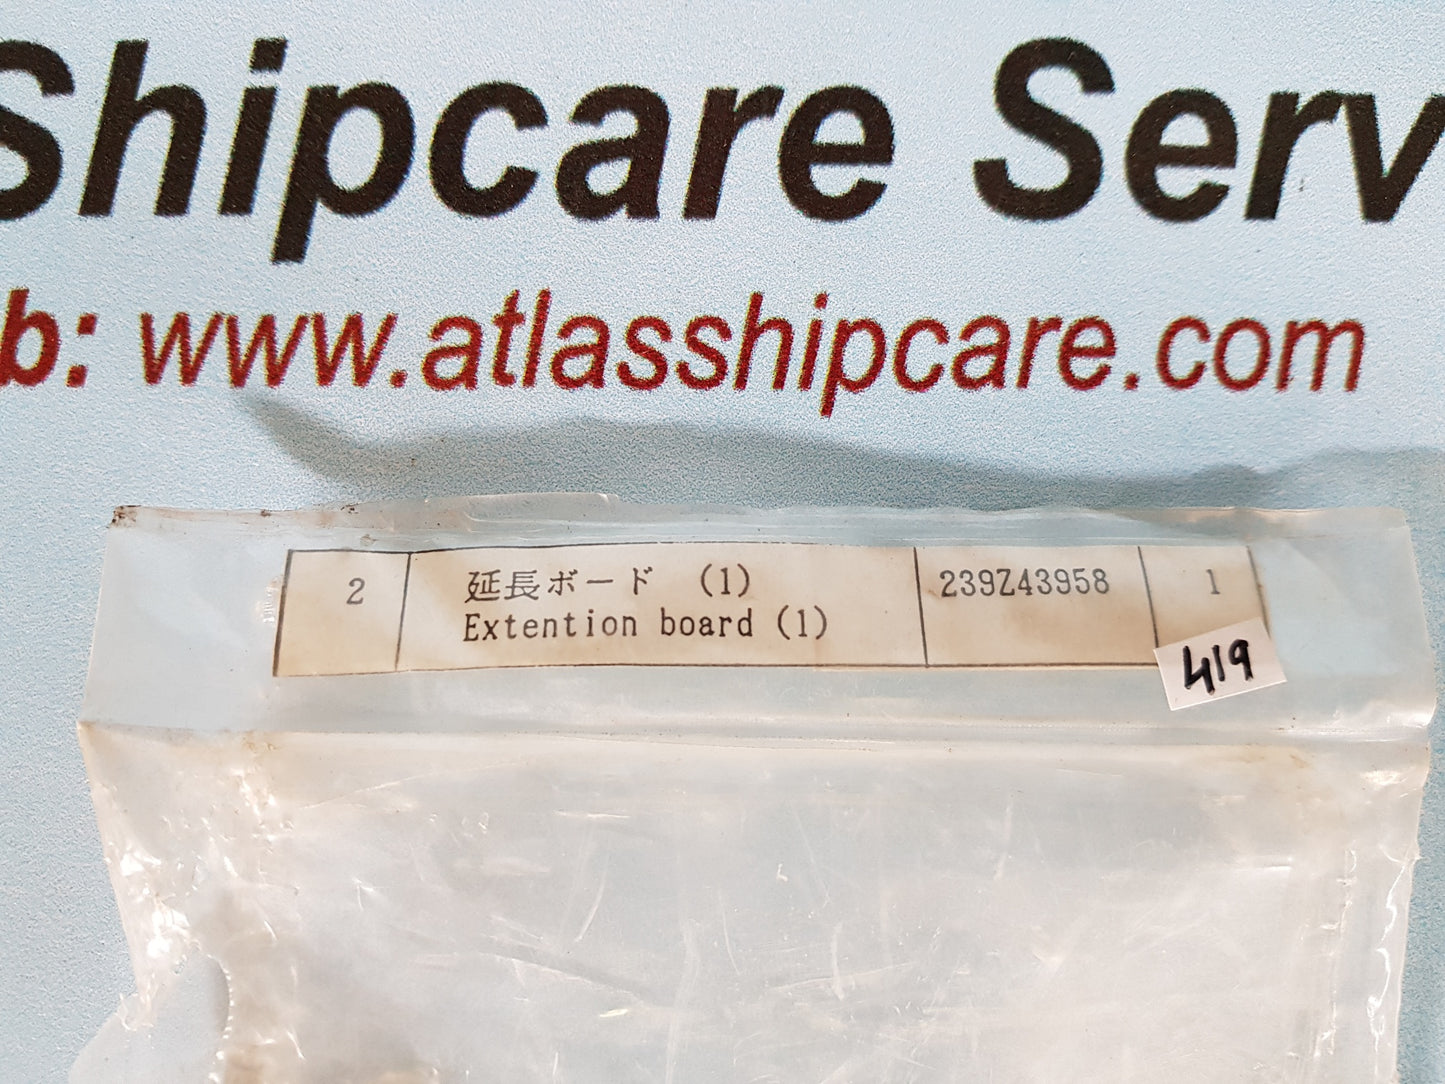 Shipcare Serv
b: www.atlasshipcare.com
2 延長ボード (1) 239Z43958 1
Extention board (1)
419